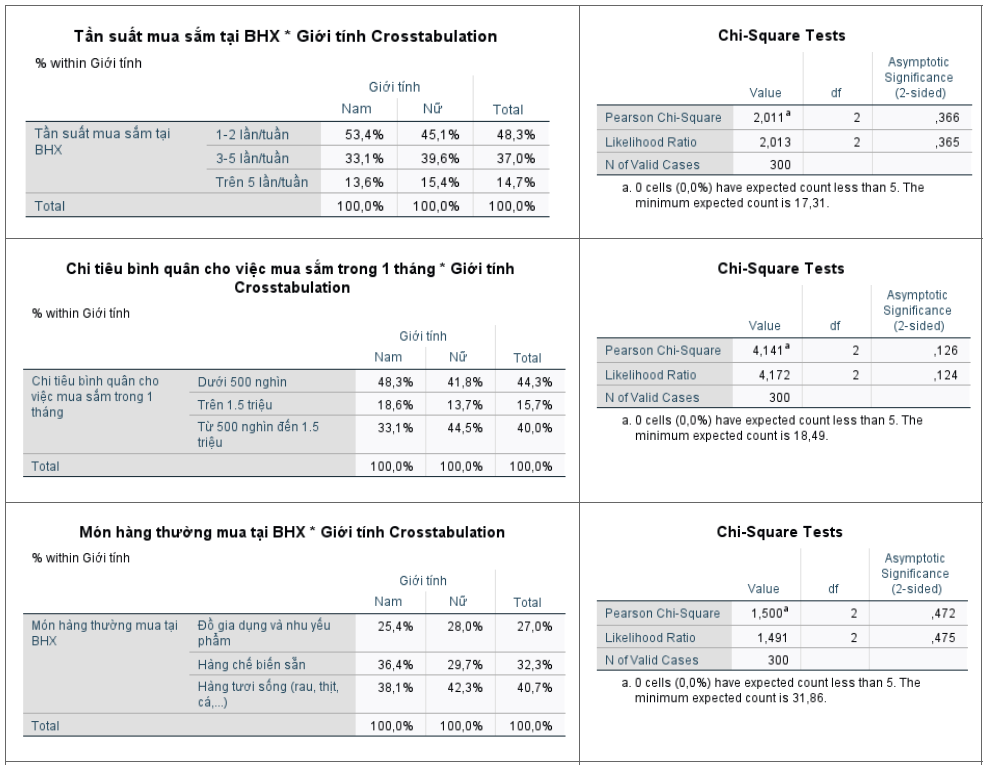 Tần suất mua sắm tại BHX * Giới tính Crosstabulation
% within Giới tính
Giới tính
Nam Nữ Total
Tần suất mua sắm tại BHX 1-2 lần/tuần 53,4% 45,1% 48,3%
3-5 lần/tuần 33,1% 39,6% 37,0%
Trên 5 lần/tuần 13,6% 15,4% 14,7%
Total 100,0% 100,0% 100,0%
Chi-Square Tests
Value df Asymptotic Significance (2-sided)
Pearson Chi-Square 2,011a 2 ,366
Likelihood Ratio 2,013 2 ,365
N of Valid Cases 300
a. 0 cells (0,0%) have expected count less than 5. The
minimum expected count is 17,31.
Chi tiêu bình quân cho việc mua sắm trong 1 tháng * Giới tính
Crosstabulation
% within Giới tính
Giới tính
Nam Nữ Total
Chi tiêu bình quân cho việc mua sắm trong 1 tháng Dưới 500 nghìn 48,3% 41,8% 44,3%
Trên 1.5 triệu 18,6% 13,7% 15,7%
Từ 500 nghìn đến 1.5 triệu 33,1% 44,5% 40,0%
Total 100,0% 100,0% 100,0%
Chi-Square Tests
Value df Asymptotic Significance (2-sided)
Pearson Chi-Square 4,141a 2 ,126
Likelihood Ratio 4,172 2 ,124
N of Valid Cases 300
a. 0 cells (0,0%) have expected count less than 5. The
minimum expected count is 18,49.
Món hàng thường mua tại BHX * Giới tính Crosstabulation
% within Giới tính
Giới tính
Nam Nữ Total
Món hàng thường mua tại BHX Đồ gia dụng và nhu yếu phẩm 25,4% 28,0% 27,0%
Hàng chế biến sẵn 36,4% 29,7% 32,3%
Hàng tươi sống (rau, thịt, cá,...) 38,1% 42,3% 40,7%
Total 100,0% 100,0% 100,0%
Chi-Square Tests
Value df Asymptotic Significance (2-sided)
Pearson Chi-Square 1,500a 2 ,472
Likelihood Ratio 1,491 2 ,475
N of Valid Cases 300
a. 0 cells (0,0%) have expected count less than 5. The
minimum expected count is 31,86.